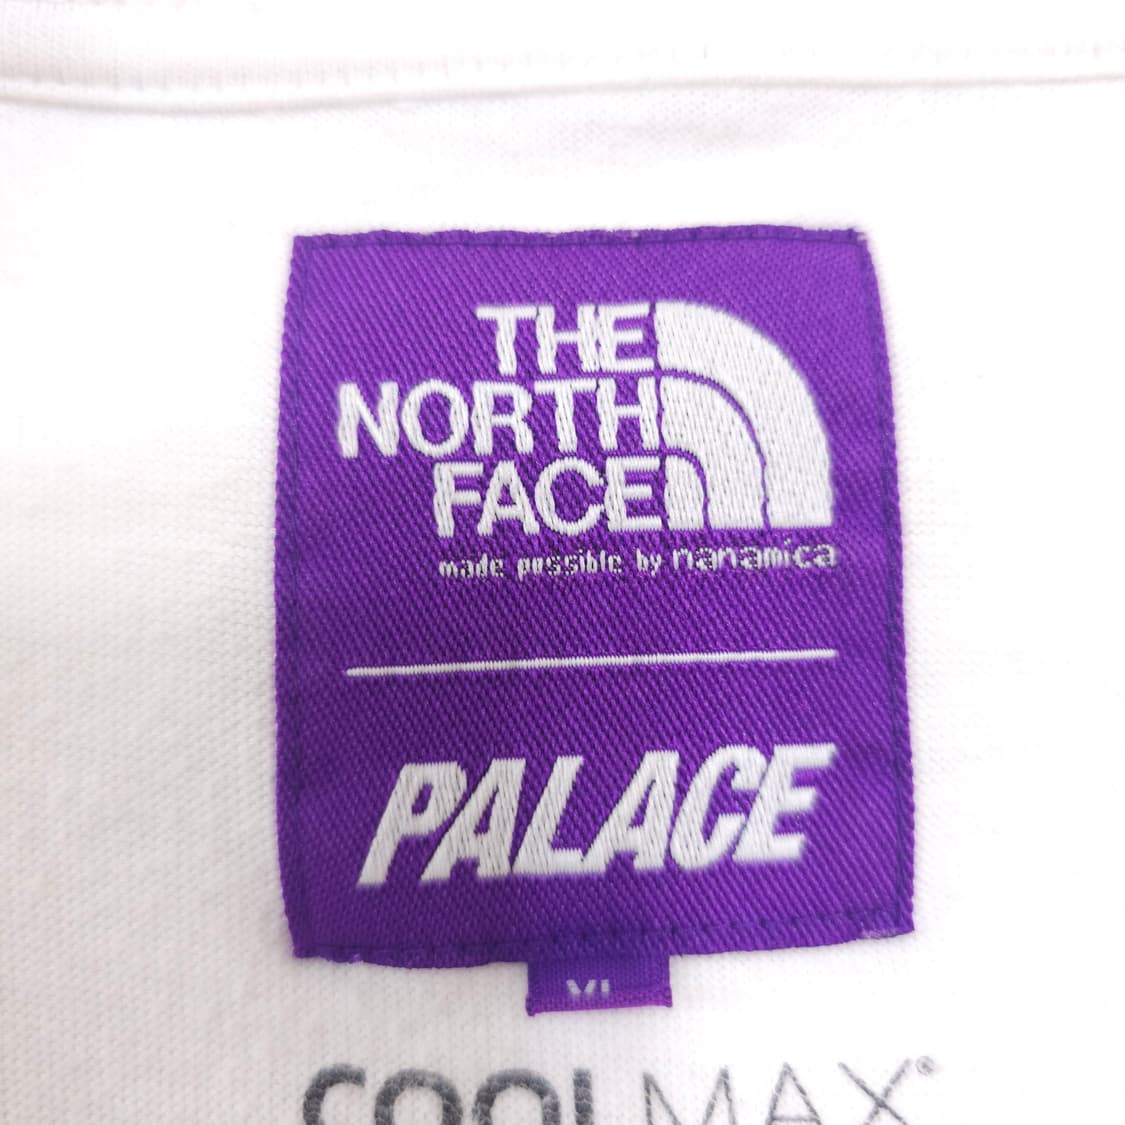 THE
NORTH
FACE
made possible by nanamica
PALACE
XL
COOLMAX®